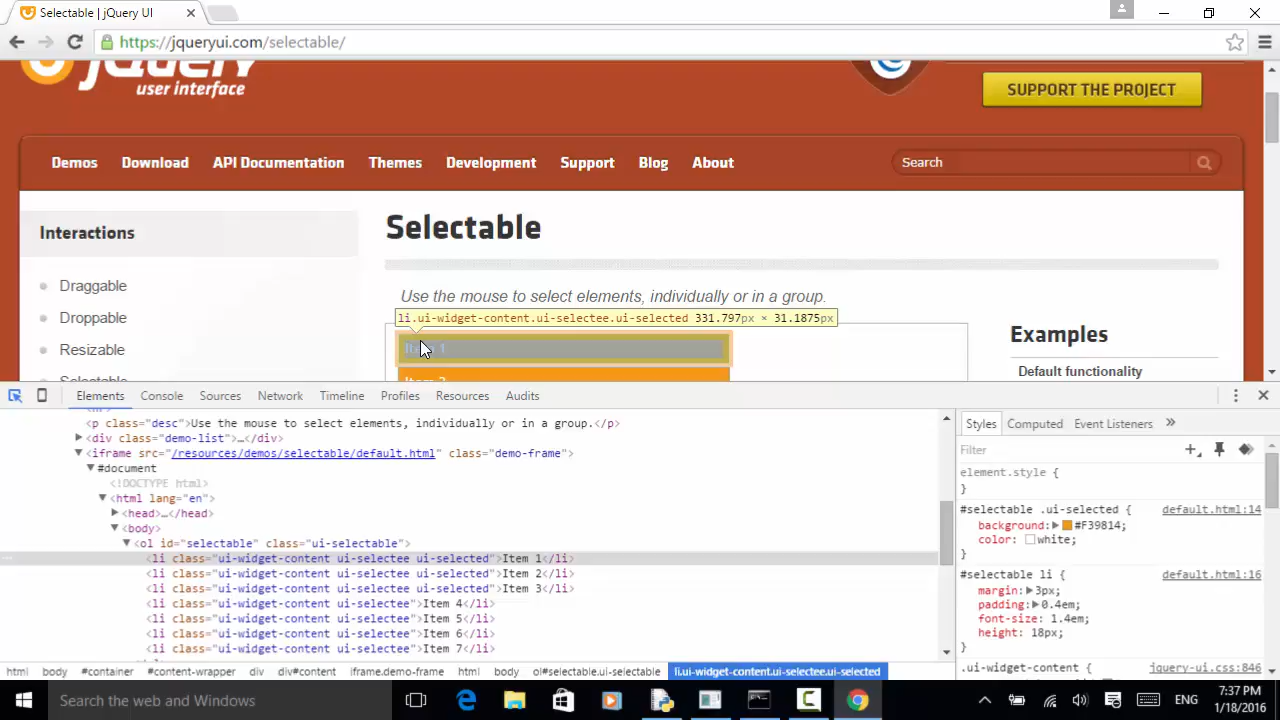 Selectable | jQuery UI
https://jqueryui.com/selectable/
jQuery
user interface
SUPPORT THE PROJECT
Demos Download API Documentation Themes Development Support Blog About
Search
Interactions
Draggable
Droppable
Resizable
Selectable
Selectable
Use the mouse to select elements, individually or in a group.
li.ui-widget-content.ui-selectee.ui-selected 331.797px × 31.1875px
Item 1
Item 2
Examples
Default functionality
Elements Console Sources Network Timeline Profiles Resources Audits
<p class="desc">Use the mouse to select elements, individually or in a group.</p>
<div class="demo-list">…</div>
<iframe src="/resources/demos/selectable/default.html" class="demo-frame">
#document
<!DOCTYPE html>
<html lang="en">
<head>…</head>
<body>
<ol id="selectable" class="ui-selectable">
<li class="ui-widget-content ui-selectee ui-selected">Item 1</li>
<li class="ui-widget-content ui-selectee ui-selected">Item 2</li>
<li class="ui-widget-content ui-selectee ui-selected">Item 3</li>
<li class="ui-widget-content ui-selectee">Item 4</li>
<li class="ui-widget-content ui-selectee">Item 5</li>
<li class="ui-widget-content ui-selectee">Item 6</li>
<li class="ui-widget-content ui-selectee">Item 7</li>
html body #container #content-wrapper div div#content iframe.demo-frame html body ol#selectable.ui-selectable li.ui-widget-content.ui-selectee.ui-selected
Styles Computed Event Listeners »
Filter
element.style {
}
#selectable .ui-selected { default.html:14
background: #F39814;
color: white;
}
#selectable li { default.html:16
margin: 3px;
padding: 0.4em;
font-size: 1.4em;
height: 18px;
}
.ui-widget-content { jquery-ui.css:846
Search the web and Windows
ENG
7:37 PM
1/18/2016